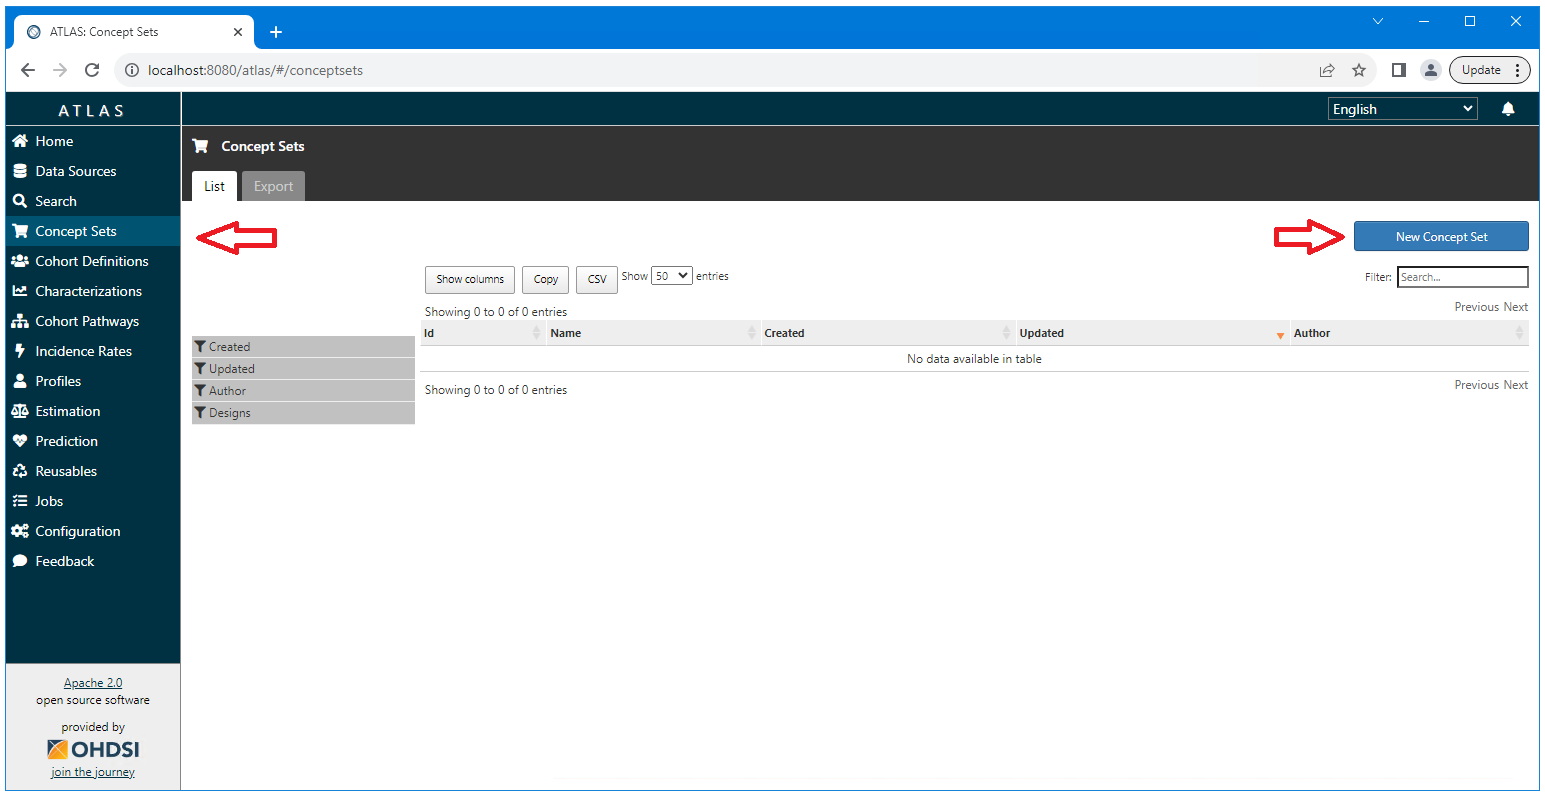 ATLAS: Concept Sets
localhost:8080/atlas/#/conceptsets
Update
ATLAS
English
Home
Data Sources
Search
Concept Sets
Cohort Definitions
Characterizations
Cohort Pathways
Incidence Rates
Profiles
Estimation
Prediction
Reusables
Jobs
Configuration
Feedback
Apache 2.0
open source software
provided by
OHDSI
join the journey
Concept Sets
List Export
New Concept Set
Show columns Copy CSV Show 50 entries
Filter: Search...
Showing 0 to 0 of 0 entries
Previous Next
Created
Updated
Author
Designs
Id Name Created Updated Author
No data available in table
Showing 0 to 0 of 0 entries
Previous Next